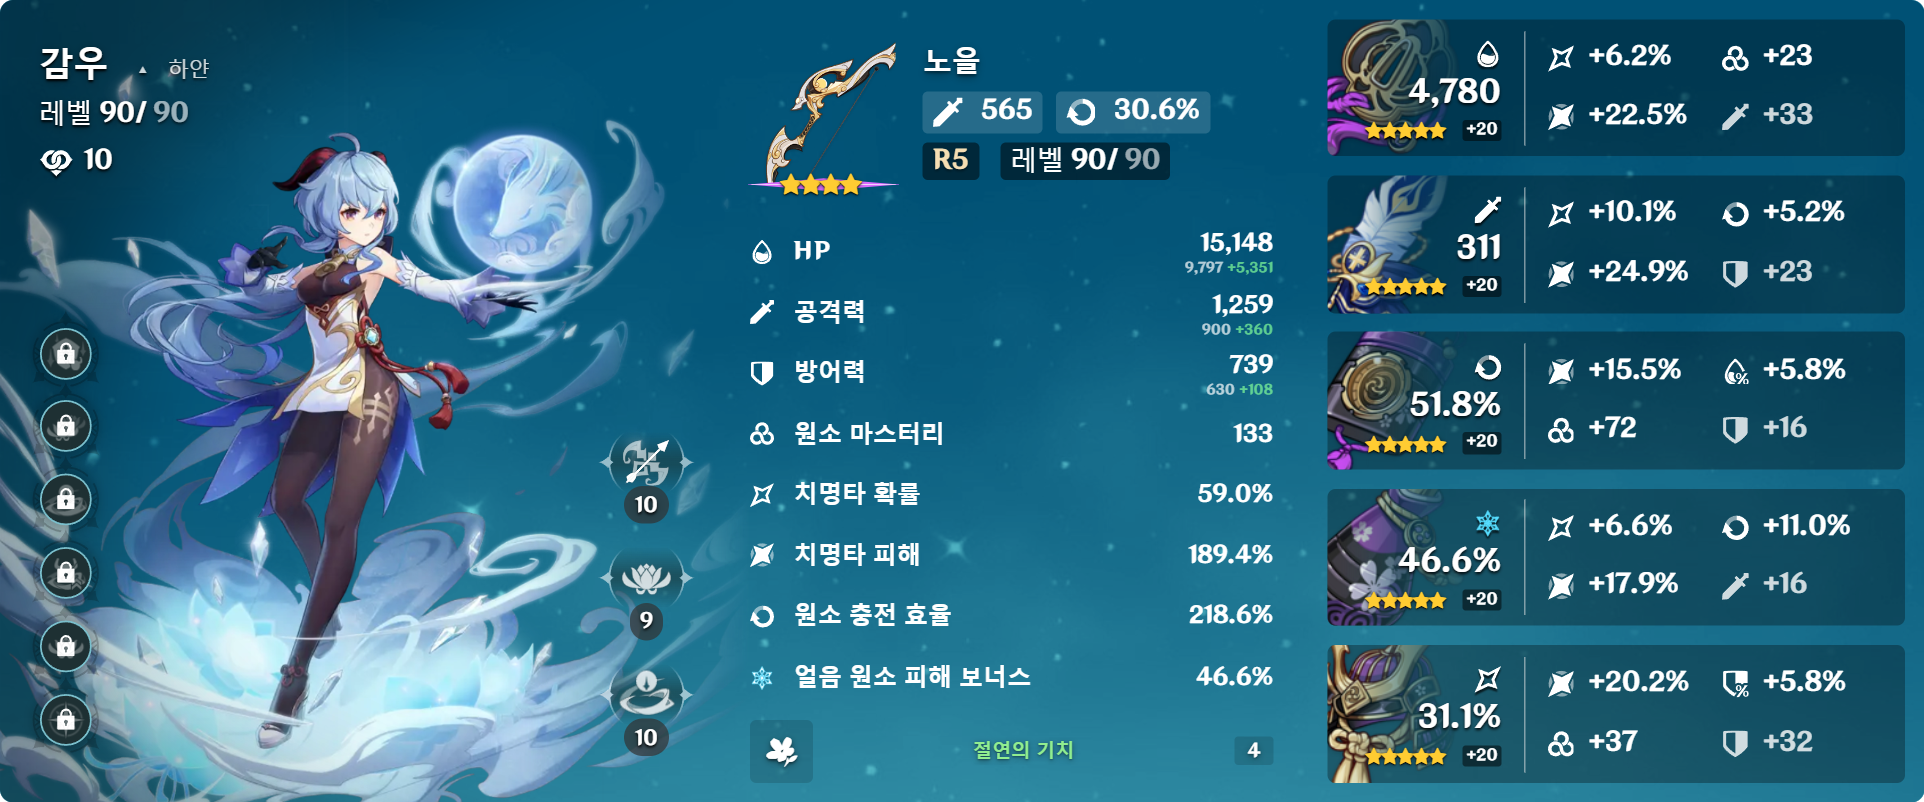 감우 ▲ 하얀
레벨 90/ 90
10
10
9
10
노을
565 30.6%
R5 레벨 90/ 90
HP 15,148
9,797 +5,351
공격력 1,259
900 +360
방어력 739
630 +108
원소 마스터리 133
치명타 확률 59.0%
치명타 피해 189.4%
원소 충전 효율 218.6%
얼음 원소 피해 보너스 46.6%
절연의 기치 4
4,780
+20
+6.2% +23
+22.5% +33
311
+20
+10.1% +5.2%
+24.9% +23
51.8%
+20
+15.5% +5.8%
+72 +16
46.6%
+20
+6.6% +11.0%
+17.9% +16
31.1%
+20
+20.2% +5.8%
+37 +32